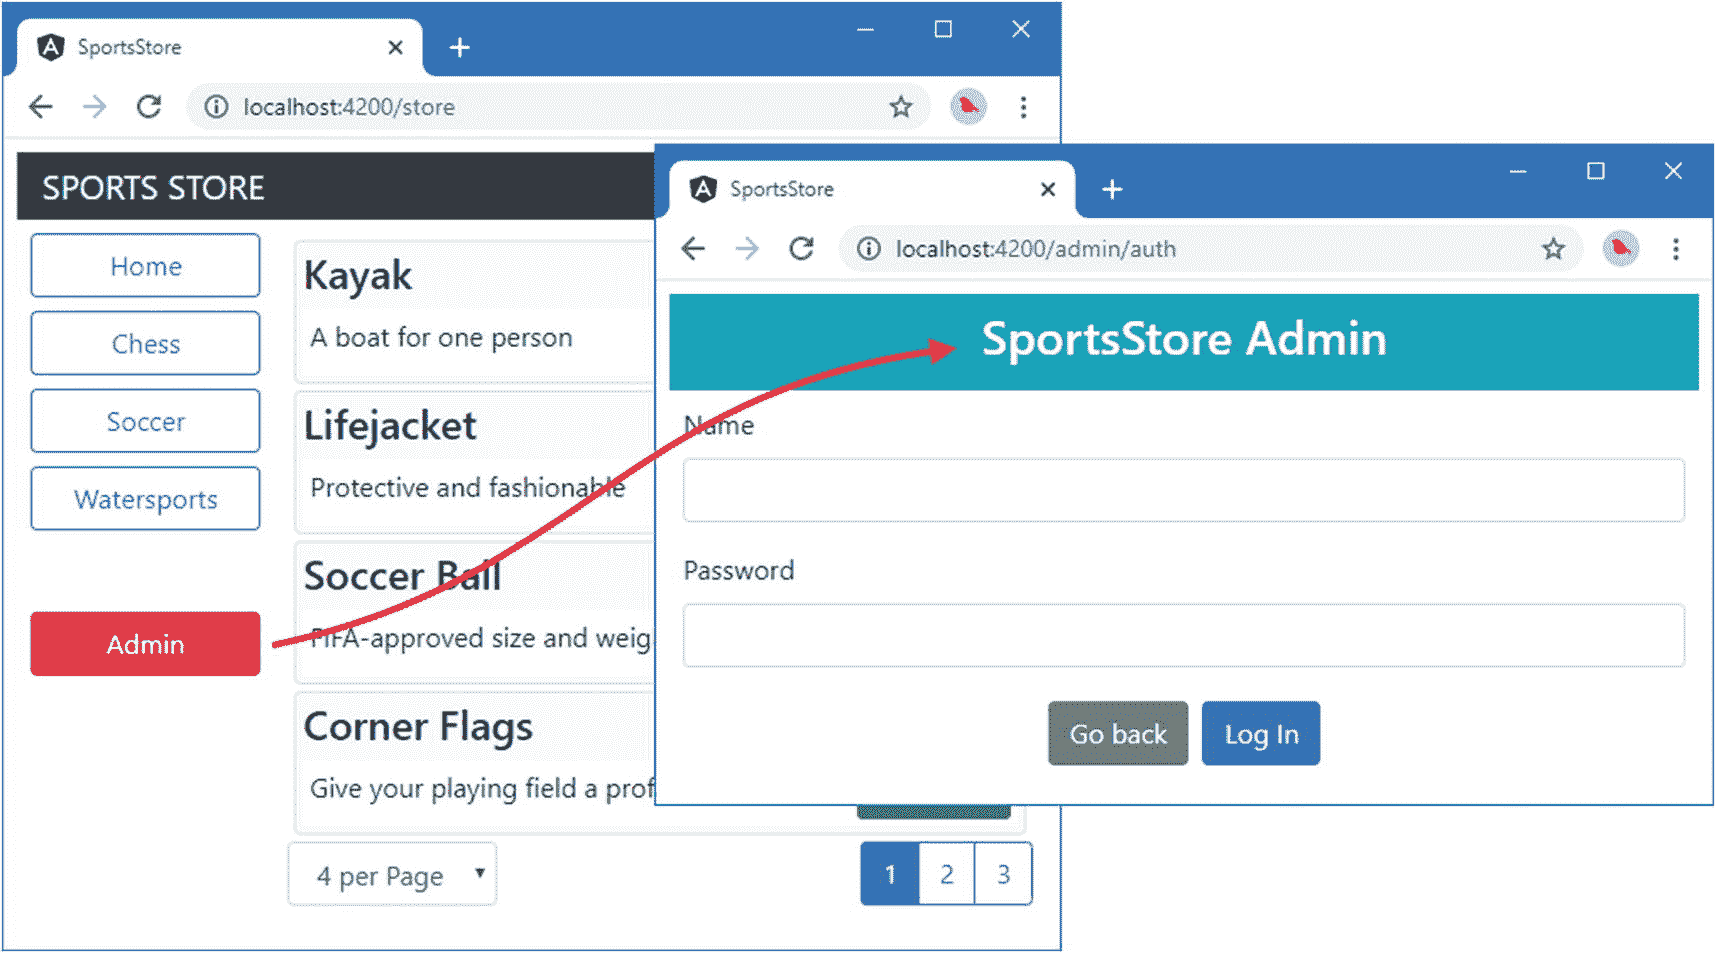 SportsStore
localhost:4200/store
SPORTS STORE
Home
Chess
Soccer
Watersports
Admin
Kayak
A boat for one person
Lifejacket
Protective and fashionable
Soccer Ball
FIFA-approved size and weig
Corner Flags
Give your playing field a prof
4 per Page
1 2 3
SportsStore
localhost:4200/admin/auth
SportsStore Admin
Name
Password
Go back Log In